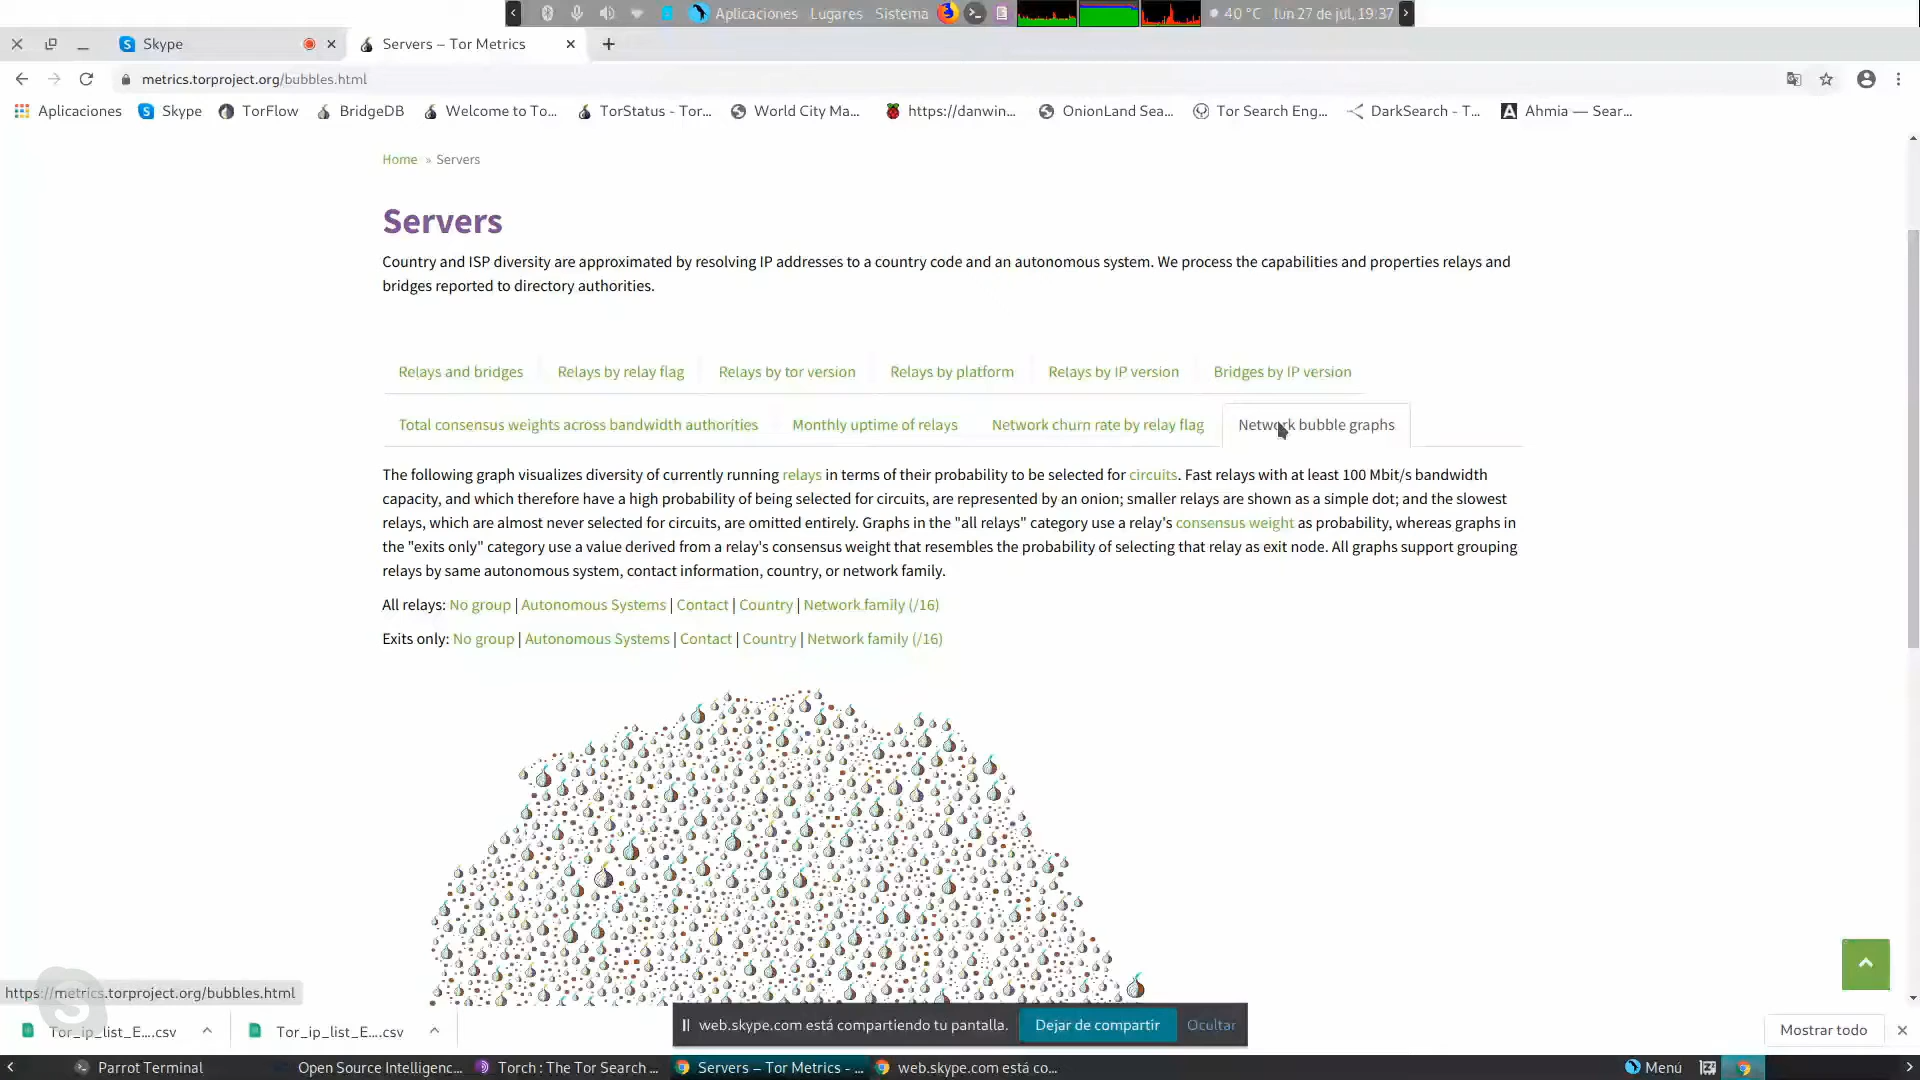 Aplicaciones Lugares Sistema 40 °C lun 27 de jul, 19:37
Skype Servers – Tor Metrics
metrics.torproject.org/bubbles.html
Aplicaciones Skype TorFlow BridgeDB Welcome to To... TorStatus - Tor... World City Ma... https://danwin... OnionLand Sea... Tor Search Eng... DarkSearch - T... Ahmia — Sear...
Home » Servers
Servers
Country and ISP diversity are approximated by resolving IP addresses to a country code and an autonomous system. We process the capabilities and properties relays and
bridges reported to directory authorities.
Relays and bridges Relays by relay flag Relays by tor version Relays by platform Relays by IP version Bridges by IP version
Total consensus weights across bandwidth authorities Monthly uptime of relays Network churn rate by relay flag Network bubble graphs
The following graph visualizes diversity of currently running relays in terms of their probability to be selected for circuits. Fast relays with at least 100 Mbit/s bandwidth
capacity, and which therefore have a high probability of being selected for circuits, are represented by an onion; smaller relays are shown as a simple dot; and the slowest
relays, which are almost never selected for circuits, are omitted entirely. Graphs in the "all relays" category use a relay's consensus weight as probability, whereas graphs in
the "exits only" category use a value derived from a relay's consensus weight that resembles the probability of selecting that relay as exit node. All graphs support grouping
relays by same autonomous system, contact information, country, or network family.
All relays: No group | Autonomous Systems | Contact | Country | Network family (/16)
Exits only: No group | Autonomous Systems | Contact | Country | Network family (/16)
https://metrics.torproject.org/bubbles.html
Tor_ip_list_E....csv Tor_ip_list_E....csv web.skype.com está compartiendo tu pantalla. Dejar de compartir Ocultar Mostrar todo
Parrot Terminal Open Source Intelligenc... Torch : The Tor Search ... Servers – Tor Metrics - ... web.skype.com está co... Menú